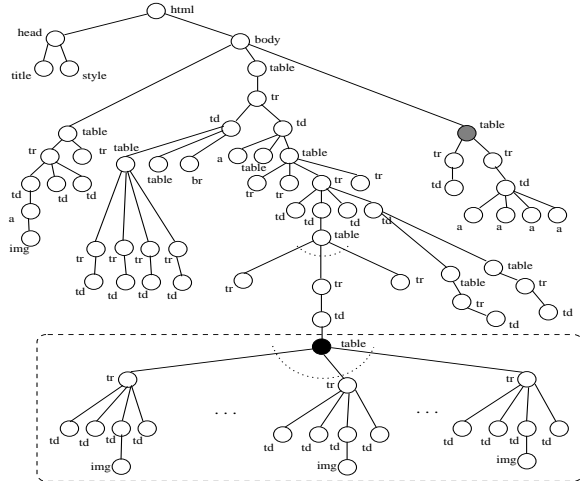 html
head
body
title style
table
tr
td td
table table table
tr tr a table table tr tr
table br
td td td tr tr tr tr td td
a td td td td a a a a
img table
tr tr tr tr table table
td td td td tr tr tr tr td
td td
table
tr tr tr
... ...
td td td td td td td td td td td td
img img img